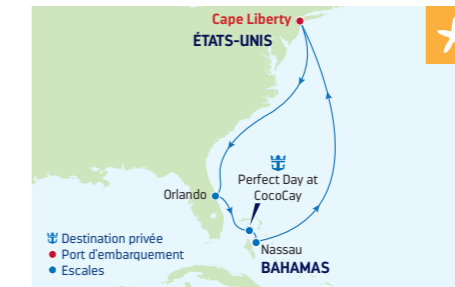 Cape Liberty
ÉTATS-UNIS
Perfect Day at
CocoCay
Orlando
Nassau
BAHAMAS
Destination privée
Port d'embarquement
Escales